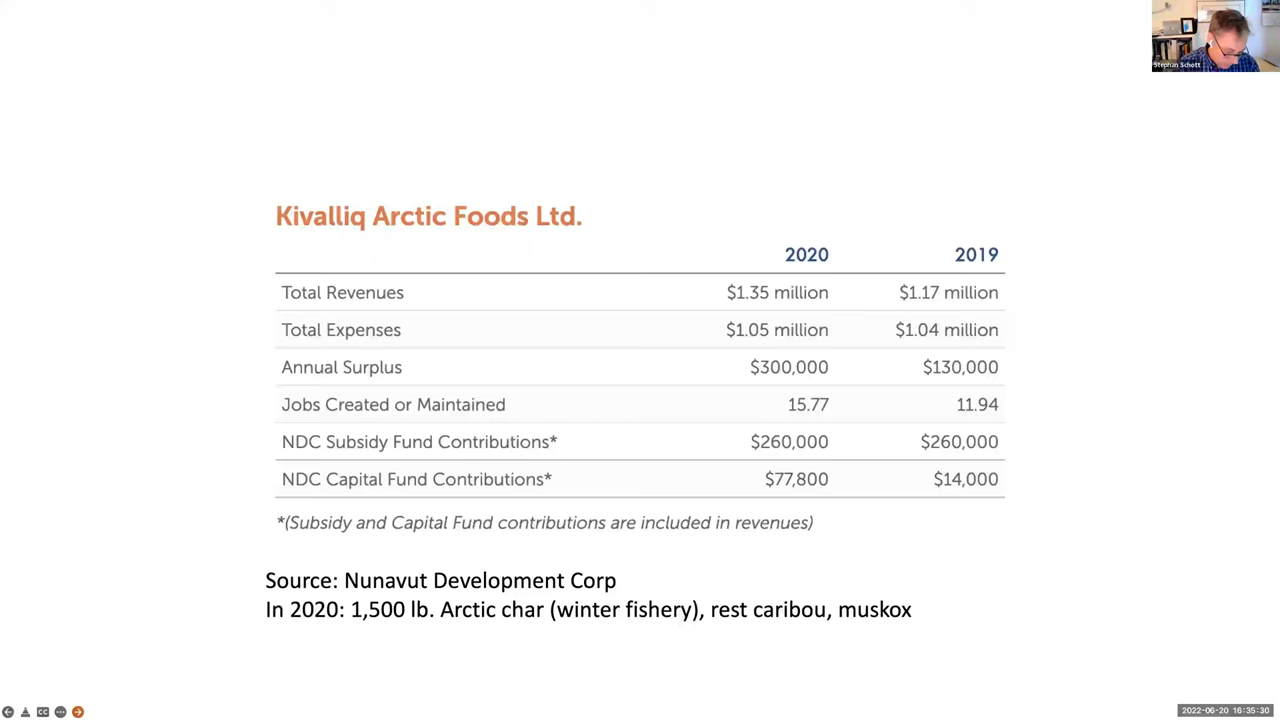 Stephan Schott
Kivalliq Arctic Foods Ltd.
2020 2019
Total Revenues $1.35 million $1.17 million
Total Expenses $1.05 million $1.04 million
Annual Surplus $300,000 $130,000
Jobs Created or Maintained 15.77 11.94
NDC Subsidy Fund Contributions* $260,000 $260,000
NDC Capital Fund Contributions* $77,800 $14,000
*(Subsidy and Capital Fund contributions are included in revenues)
Source: Nunavut Development Corp
In 2020: 1,500 lb. Arctic char (winter fishery), rest caribou, muskox
CC
2022-06-20 16:35:30